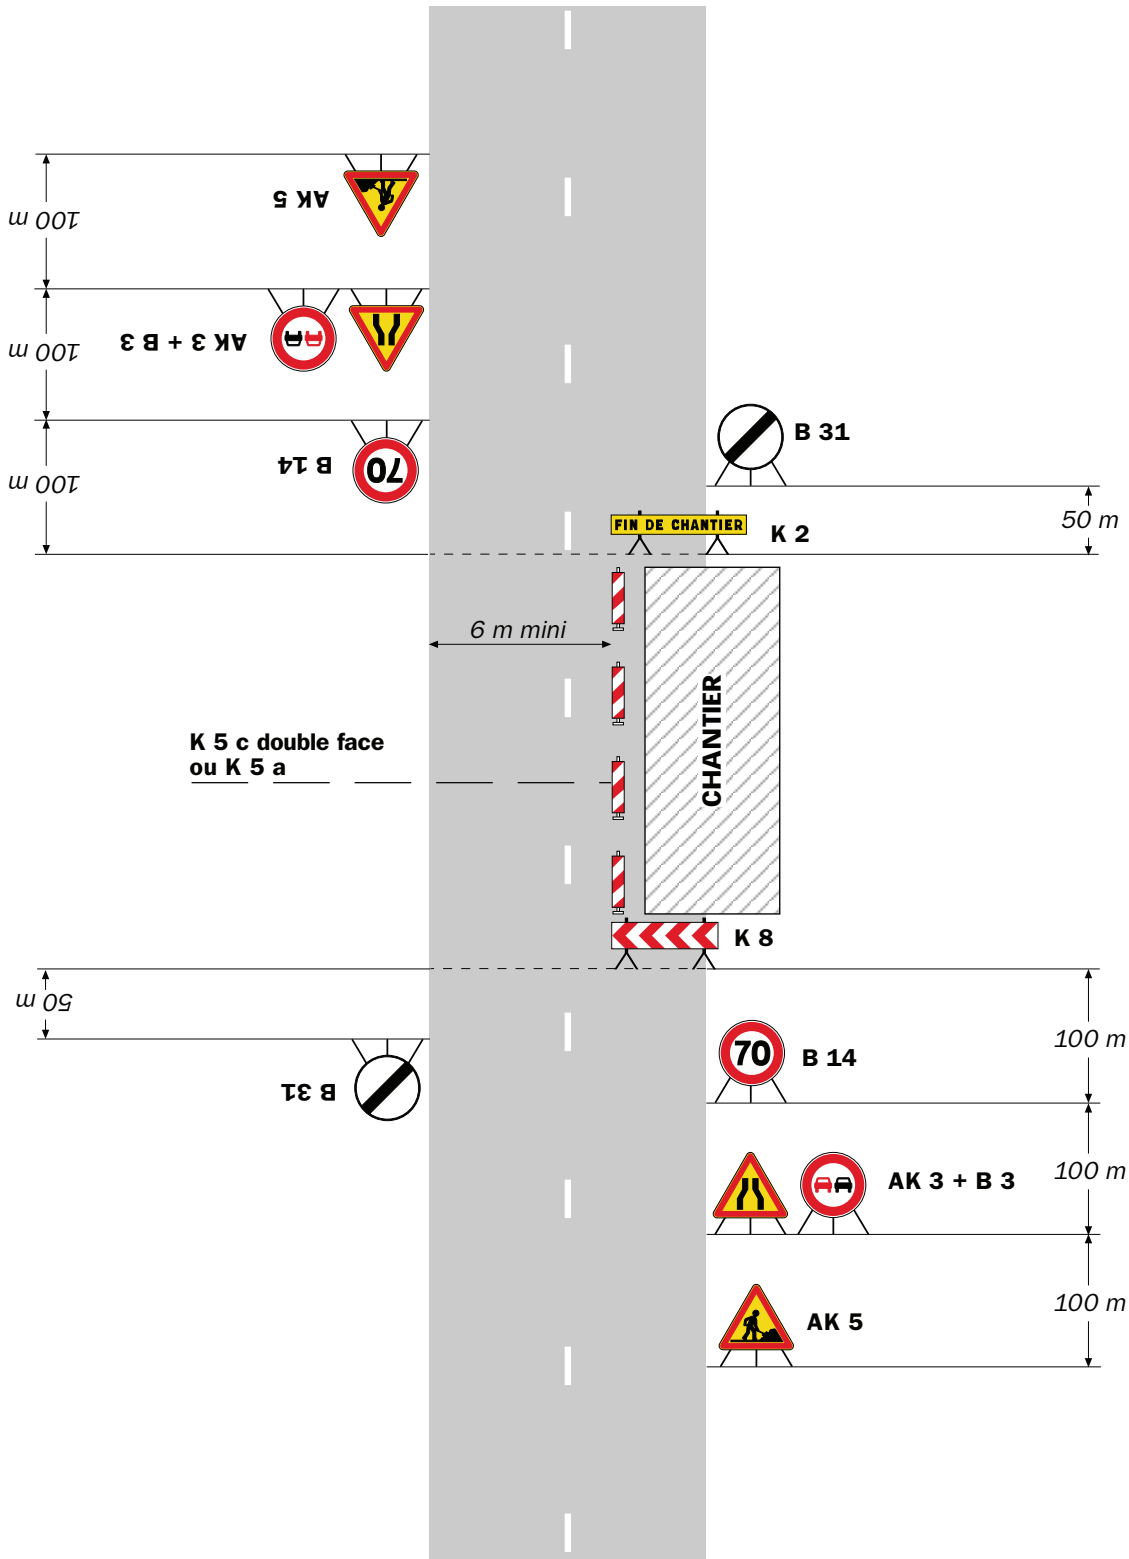 AK 5
100 m
AK 3 + B 3
100 m
B 14
70
100 m
B 31
50 m
FIN DE CHANTIER
K 2
6 m mini
CHANTIER
K 5 c double face
ou K 5 a
K 8
50 m
B 31
70
B 14
100 m
AK 3 + B 3
100 m
AK 5
100 m